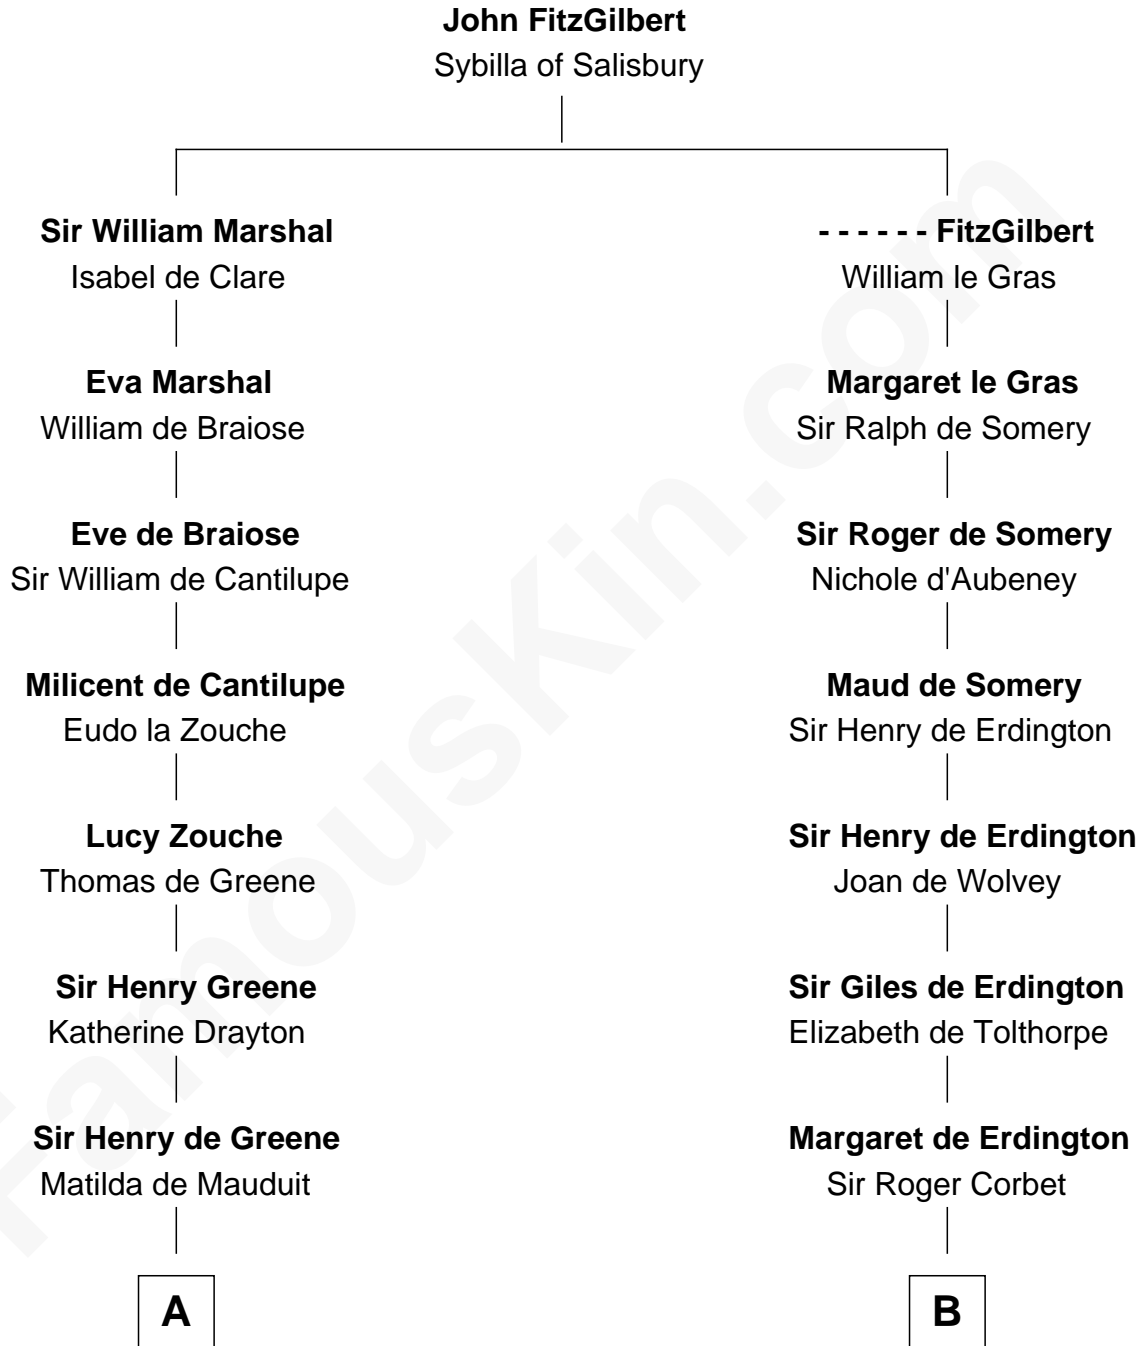 John FitzGilbert
Sybilla of Salisbury
Sir William Marshal
Isabel de Clare
Eva Marshal
William de Braiose
Eve de Braiose
Sir William de Cantilupe
Milicent de Cantilupe
Eudo la Zouche
Lucy Zouche
Thomas de Greene
Sir Henry Greene
Katherine Drayton
Sir Henry de Greene
Matilda de Mauduit
A
- - - - - - FitzGilbert
William le Gras
Margaret le Gras
Sir Ralph de Somery
Sir Roger de Somery
Nichole d'Aubeney
Maud de Somery
Sir Henry de Erdington
Sir Henry de Erdington
Joan de Wolvey
Sir Giles de Erdington
Elizabeth de Tolthorpe
Margaret de Erdington
Sir Roger Corbet
B
FamousKin.com